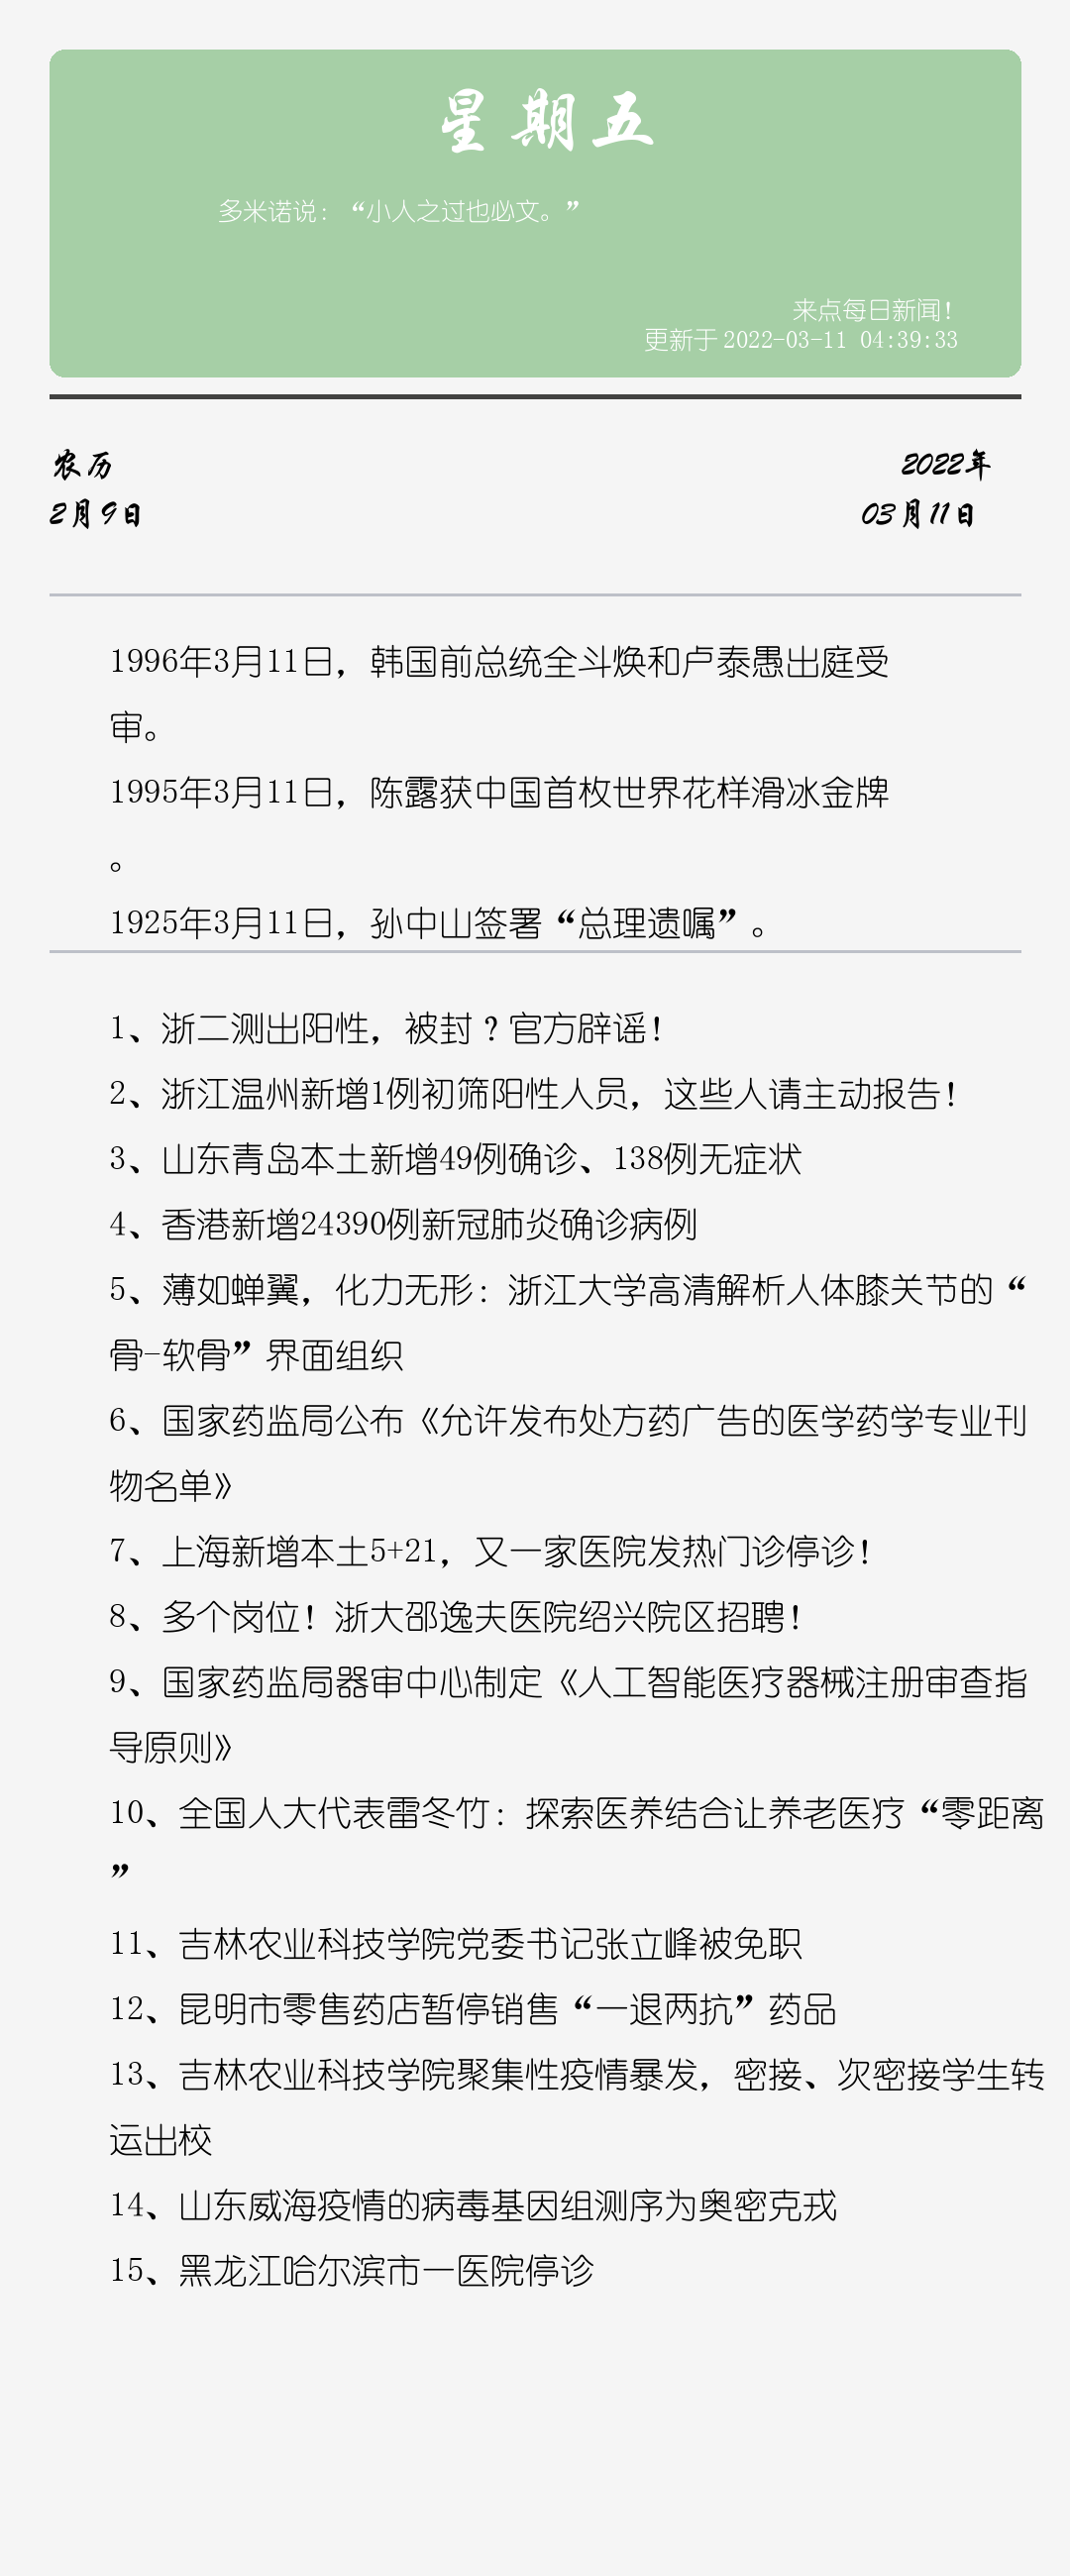 星期五
多米诺说：“小人之过也必文。”
来点每日新闻！
更新于2022-03-11 04:39:33
农历
2022年
2月9日
03月11日
1996年3月11日，韩国前总统全斗焕和卢泰愚出庭受
审。
1995年3月11日，陈露获中国首枚世界花样滑冰金牌
。
1925年3月11日，孙中山签署“总理遗嘱”。
1、浙二测出阳性，被封？官方辟谣！
2、浙江温州新增1例初筛阳性人员，这些人请主动报告！
3、山东青岛本土新增49例确诊、138例无症状
4、香港新增24390例新冠肺炎确诊病例
5、薄如蝉翼，化力无形：浙江大学高清解析人体膝关节的“
骨-软骨”界面组织
6、国家药监局公布《允许发布处方药广告的医学药学专业刊
物名单》
7、上海新增本土5+21，又一家医院发热门诊停诊！
8、多个岗位！浙大邵逸夫医院绍兴院区招聘！
9、国家药监局器审中心制定《人工智能医疗器械注册审查指
导原则》
10、全国人大代表雷冬竹：探索医养结合让养老医疗“零距离
”
11、吉林农业科技学院党委书记张立峰被免职
12、昆明市零售药店暂停销售“一退两抗”药品
13、吉林农业科技学院聚集性疫情暴发，密接、次密接学生转
运出校
14、山东威海疫情的病毒基因组测序为奥密克戎
15、黑龙江哈尔滨市一医院停诊